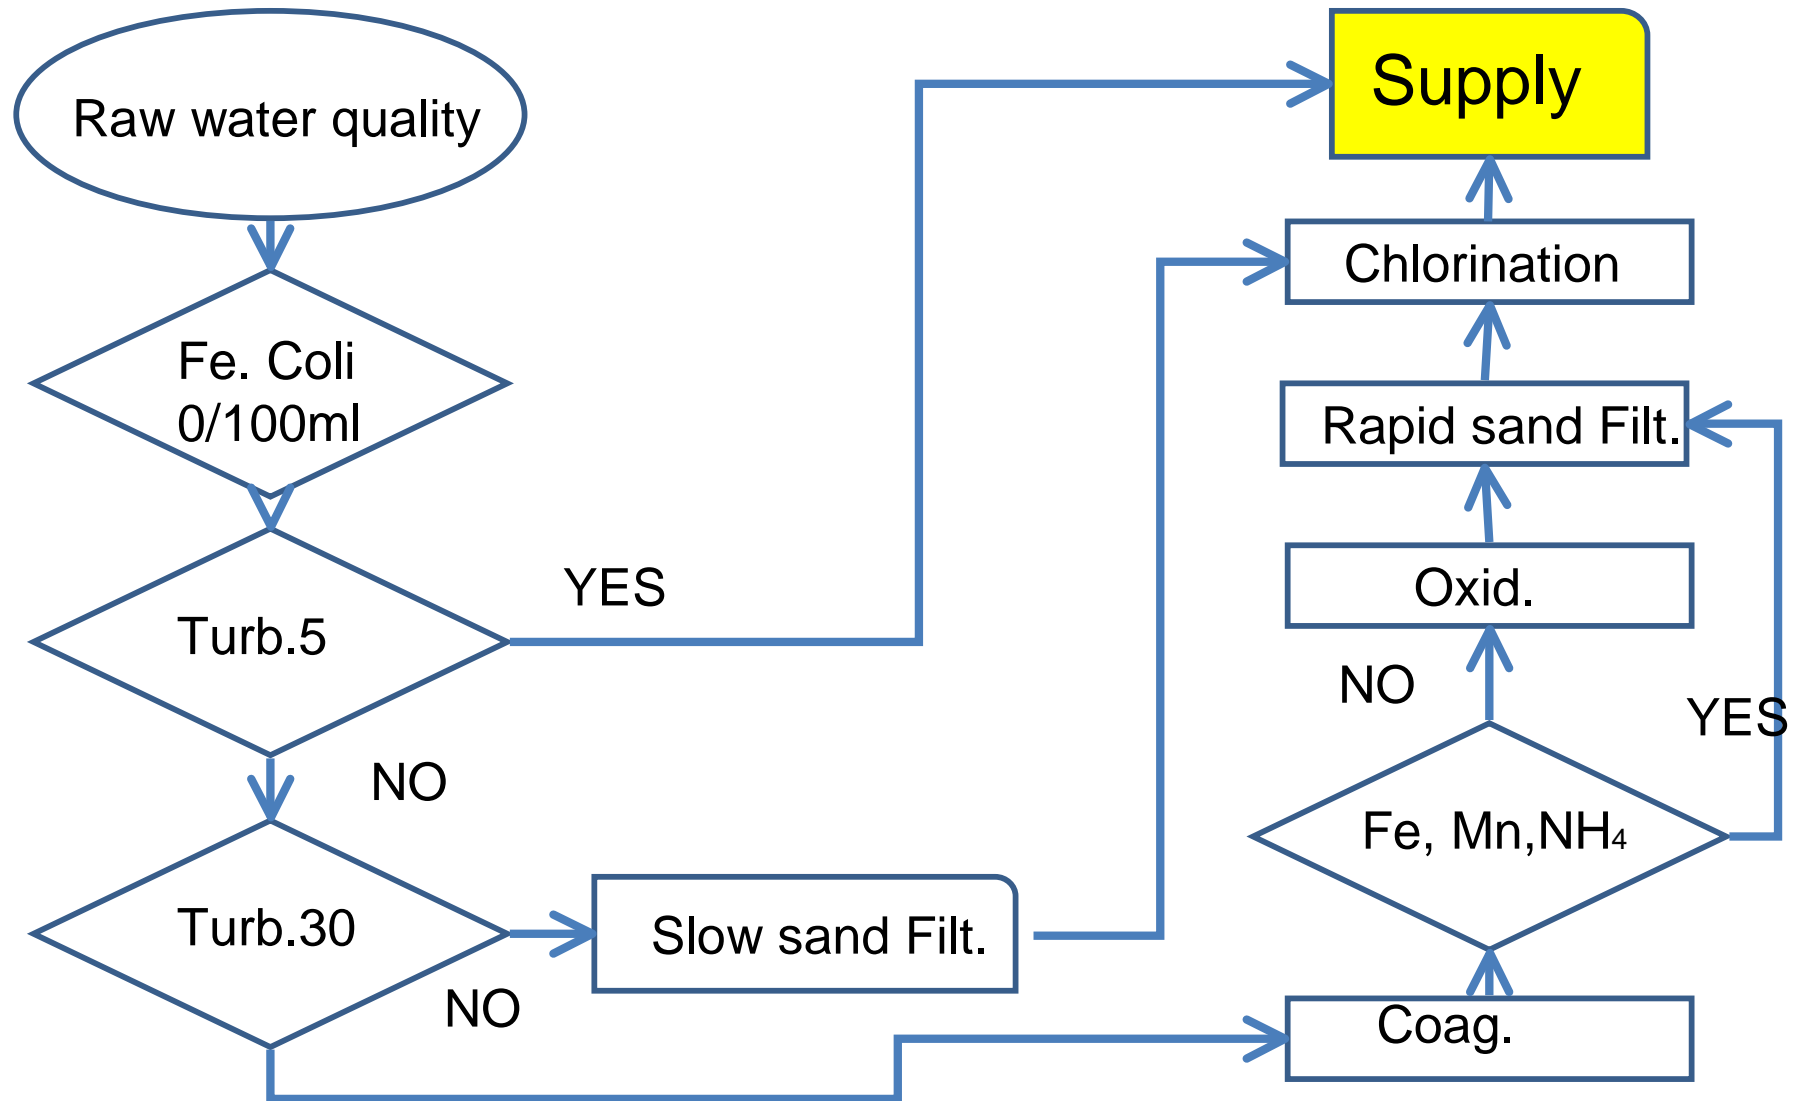 Raw water quality
Supply
Chlorination
Fe. Coli
0/100ml
Rapid sand Filt.
YES
Oxid.
Turb.5
NO
YES
NO
Fe, Mn,NH₄
Turb.30
Slow sand Filt.
NO
Coag.